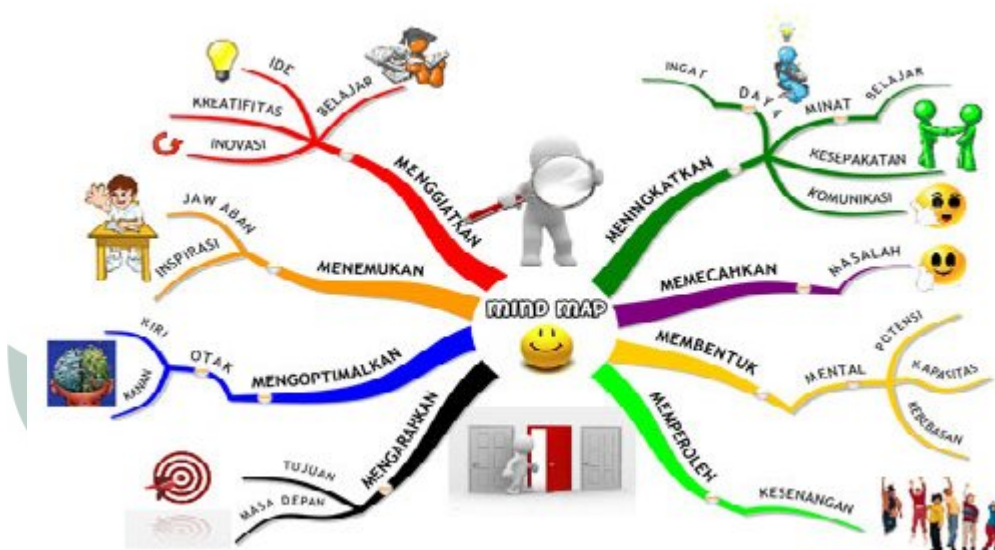 MIND MAP
MENGGIATKAN
IDE
KREATIFITAS
INOVASI
BELAJAR
MENEMUKAN
JAWABAN
INSPIRASI
MENGOPTIMALKAN
OTAK
KIRI
KANAN
MENGARAHKAN
TUJUAN
MASA DEPAN
MENINGKATKAN
DAYA
INGAT
MINAT
BELAJAR
KESEPAKATAN
KOMUNIKASI
MEMECAHKAN
MASALAH
MEMBENTUK
MENTAL
POTENSI
KAPASITAS
KEBEBASAN
MEMPEROLEH
KESENANGAN